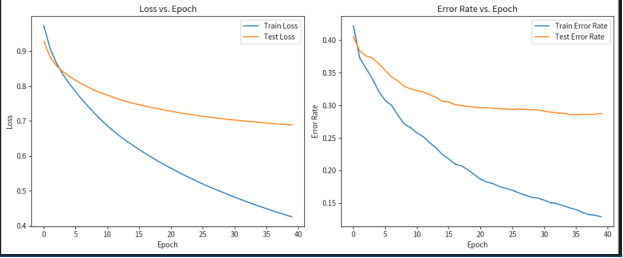 Loss vs. Epoch
Train Loss
Test Loss
0.9
0.8
0.7
0.6
0.5
0.4
Loss
0 5 10 15 20 25 30 35 40
Epoch
Error Rate vs. Epoch
Train Error Rate
Test Error Rate
0.40
0.35
0.30
0.25
0.20
0.15
Error Rate
0 5 10 15 20 25 30 35 40
Epoch